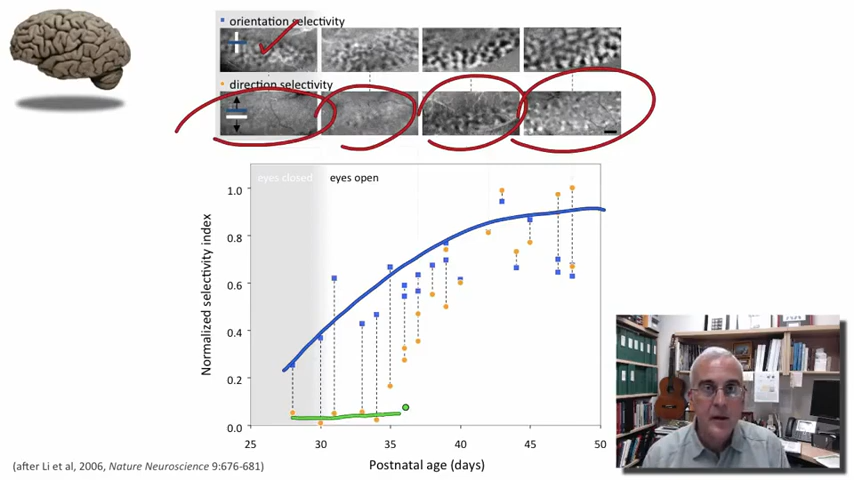 orientation selectivity
direction selectivity
eyes closed eyes open
Normalized selectivity index
1.0
0.8
0.6
0.4
0.2
0.0
25 30 35 40 45 50
Postnatal age (days)
(after Li et al, 2006, Nature Neuroscience 9:676-681)